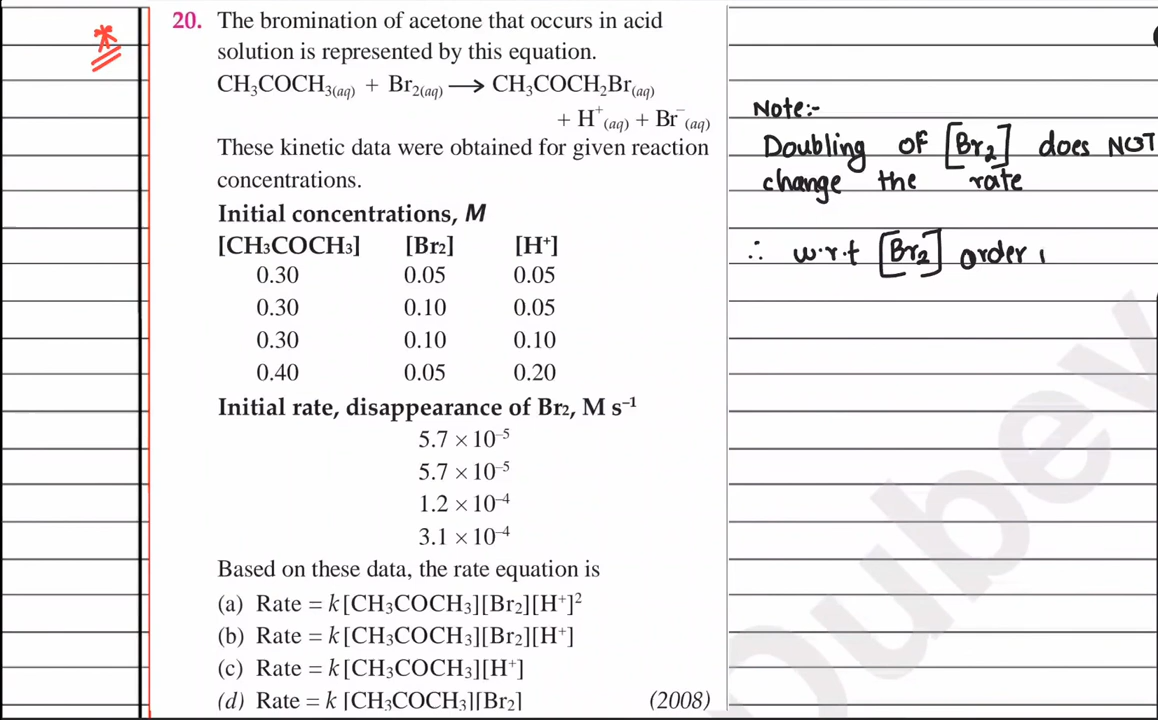 20. The bromination of acetone that occurs in acid
solution is represented by this equation.
CH₃COCH₃(aq) + Br₂(aq) ⟶ CH₃COCH₂Br(aq)
+ H⁺(aq) + Br⁻(aq)
These kinetic data were obtained for given reaction
concentrations.
Initial concentrations, M
[CH₃COCH₃] [Br₂] [H⁺]
0.30 0.05 0.05
0.30 0.10 0.05
0.30 0.10 0.10
0.40 0.05 0.20
Initial rate, disappearance of Br₂, M s⁻¹
5.7 × 10⁻⁵
5.7 × 10⁻⁵
1.2 × 10⁻⁴
3.1 × 10⁻⁴
Based on these data, the rate equation is
(a) Rate = k[CH₃COCH₃][Br₂][H⁺]²
(b) Rate = k[CH₃COCH₃][Br₂][H⁺]
(c) Rate = k[CH₃COCH₃][H⁺]
(d) Rate = k [CH₃COCH₃][Br₂] (2008)
Note:-
Doubling of [Br₂] does NOT
change the rate
∴ w.r.t [Br₂] order
Dubey